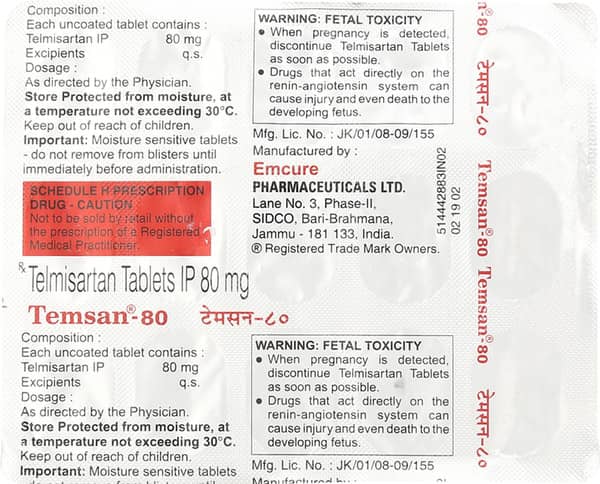 Composition :
Each uncoated tablet contains :
Telmisartan IP 80 mg
Excipients q.s.
Dosage :
As directed by the Physician.
Store Protected from moisture, at
a temperature not exceeding 30°C.
Keep out of reach of children.
Important: Moisture sensitive tablets
- do not remove from blisters until
immediately before administration.
SCHEDULE H PRESCRIPTION
DRUG - CAUTION
Not to be sold by retail without
the prescription of a Registered
Medical Practitioner.
WARNING: FETAL TOXICITY
• When pregnancy is detected,
discontinue Telmisartan Tablets
as soon as possible.
• Drugs that act directly on the
renin-angiotensin system can
cause injury and even death to the
developing fetus.
Mfg. Lic. No. : JK/01/08-09/155
Manufactured by :
Emcure
PHARMACEUTICALS LTD.
Lane No. 3, Phase-II,
SIDCO, Bari-Brahmana,
Jammu - 181 133, India.
® Registered Trade Mark Owners.
514442883IN02
02 19 02
-80
टेमसन-८०
Temsan®-80
Temsan®-80
टेमसन-८०
℞ Telmisartan Tablets IP 80 mg
Temsan®-80 टेमसन-८०
Composition :
Each uncoated tablet contains :
Telmisartan IP 80 mg
Excipients q.s.
Dosage :
As directed by the Physician.
Store Protected from moisture, at
a temperature not exceeding 30°C.
Keep out of reach of children.
Important: Moisture sensitive tablets
WARNING: FETAL TOXICITY
• When pregnancy is detected,
discontinue Telmisartan Tablets
as soon as possible.
• Drugs that act directly on the
renin-angiotensin system can
cause injury and even death to the
developing fetus.
Mfg. Lic. No. : JK/01/08-09/155